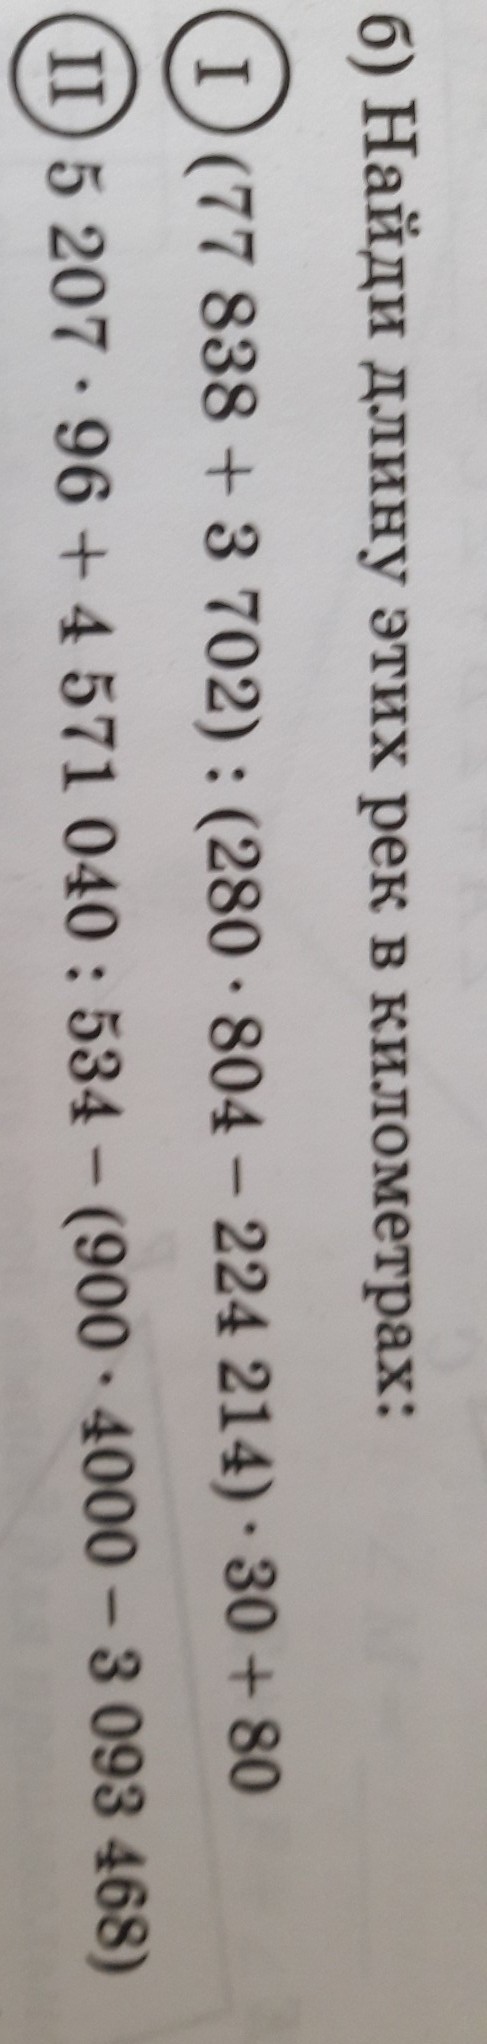 б) Найди длину этих рек в километрах:
I (77 838 + 3 702) : (280 · 804 – 224 214) · 30 + 80
II 5 207 · 96 + 4 571 040 : 534 – (900 · 4000 – 3 093 468)